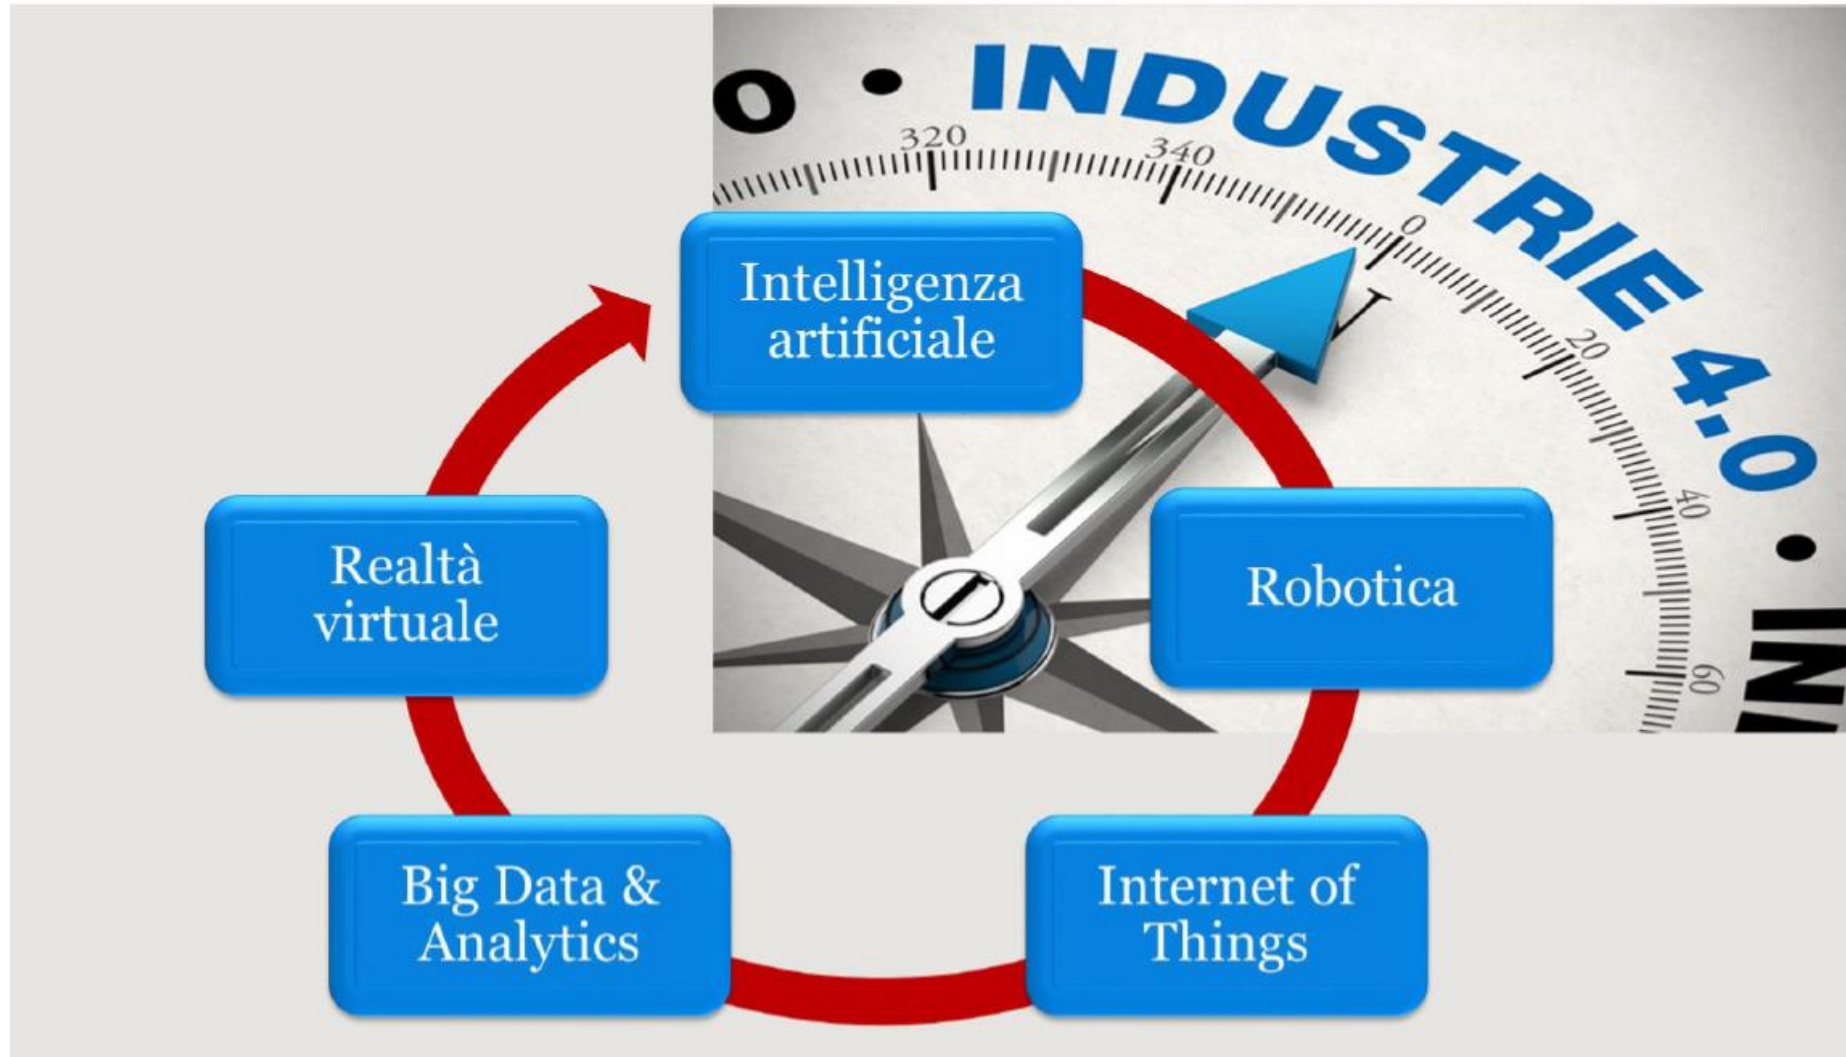 O • INDUSTRIE 4.0 • IN
320
340
0
20
40
60
N
Intelligenza
artificiale
Robotica
Internet of
Things
Big Data &
Analytics
Realtà
virtuale